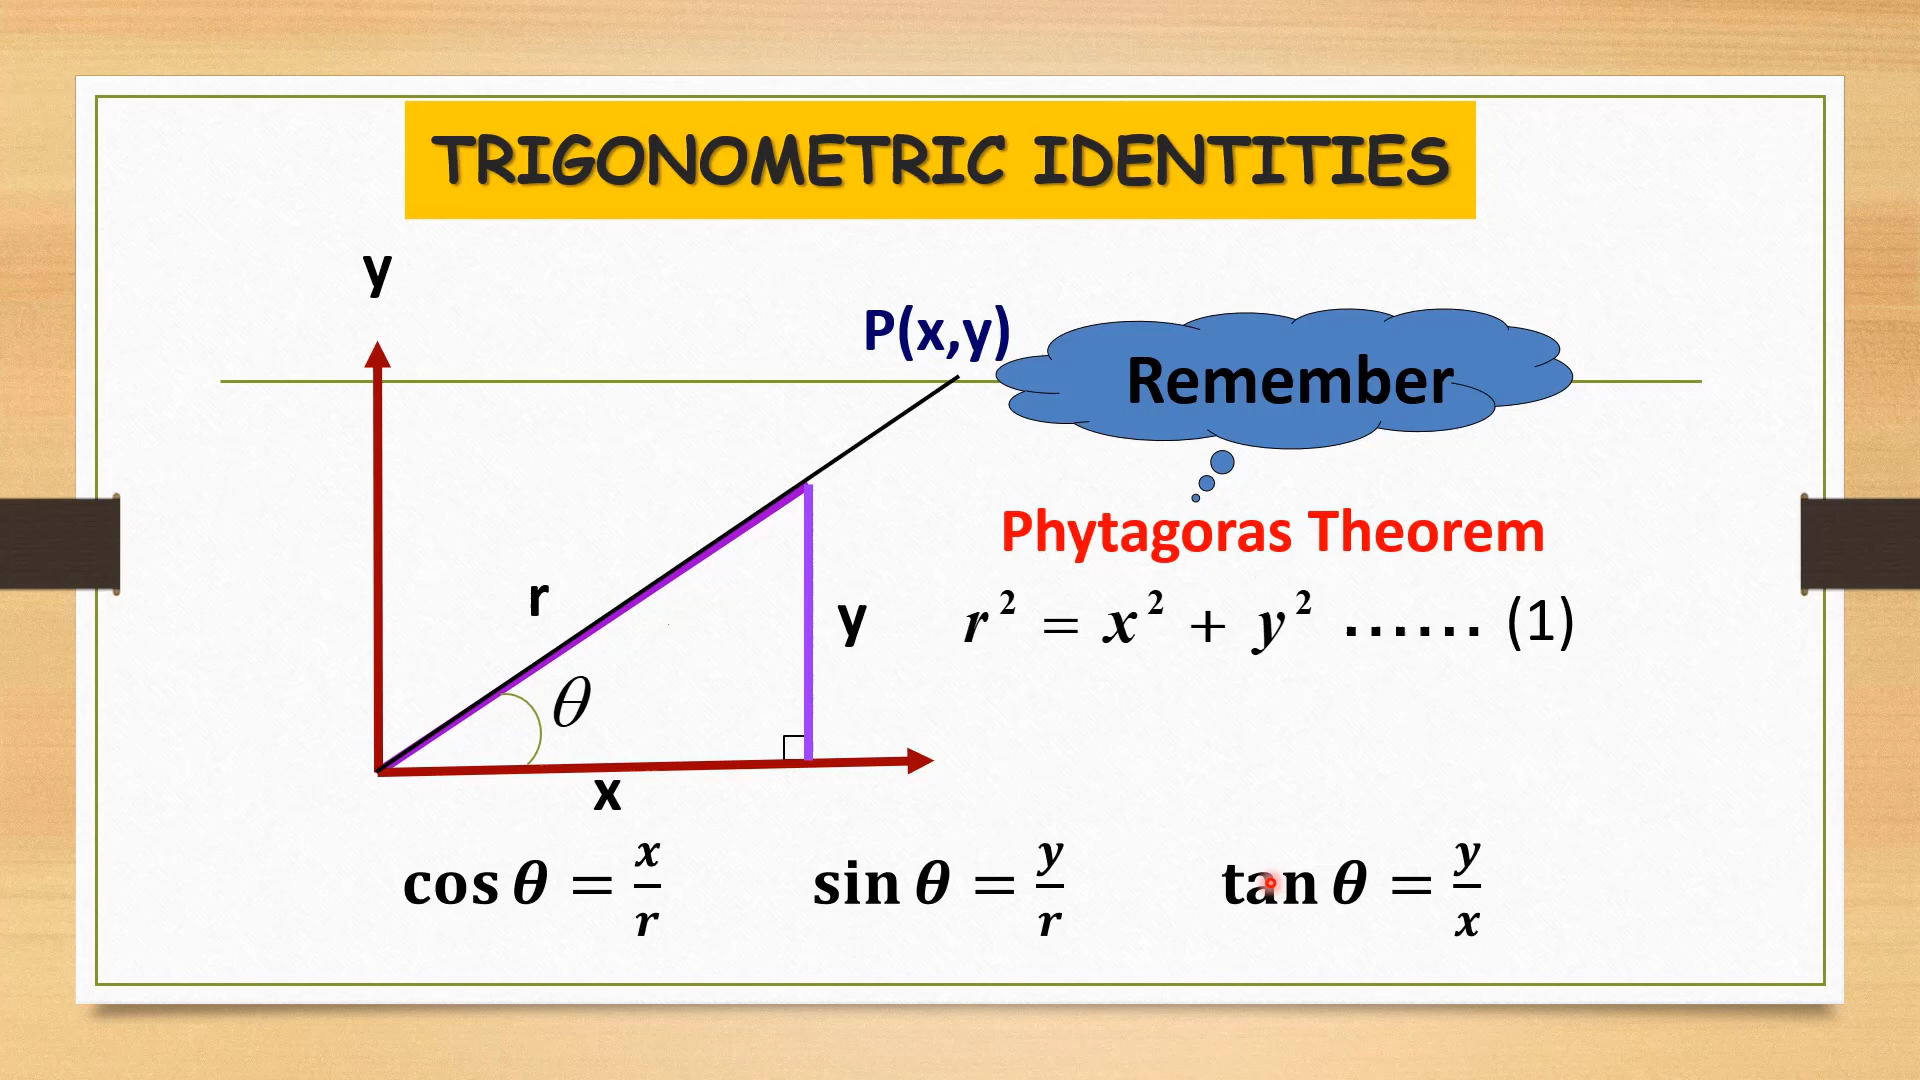 TRIGONOMETRIC IDENTITIES
y
P(x,y)
Remember
Phytagoras Theorem
r² = x² + y² ...... (1)
r
y
θ
x
cos θ = x/r
sin θ = y/r
tan θ = y/x